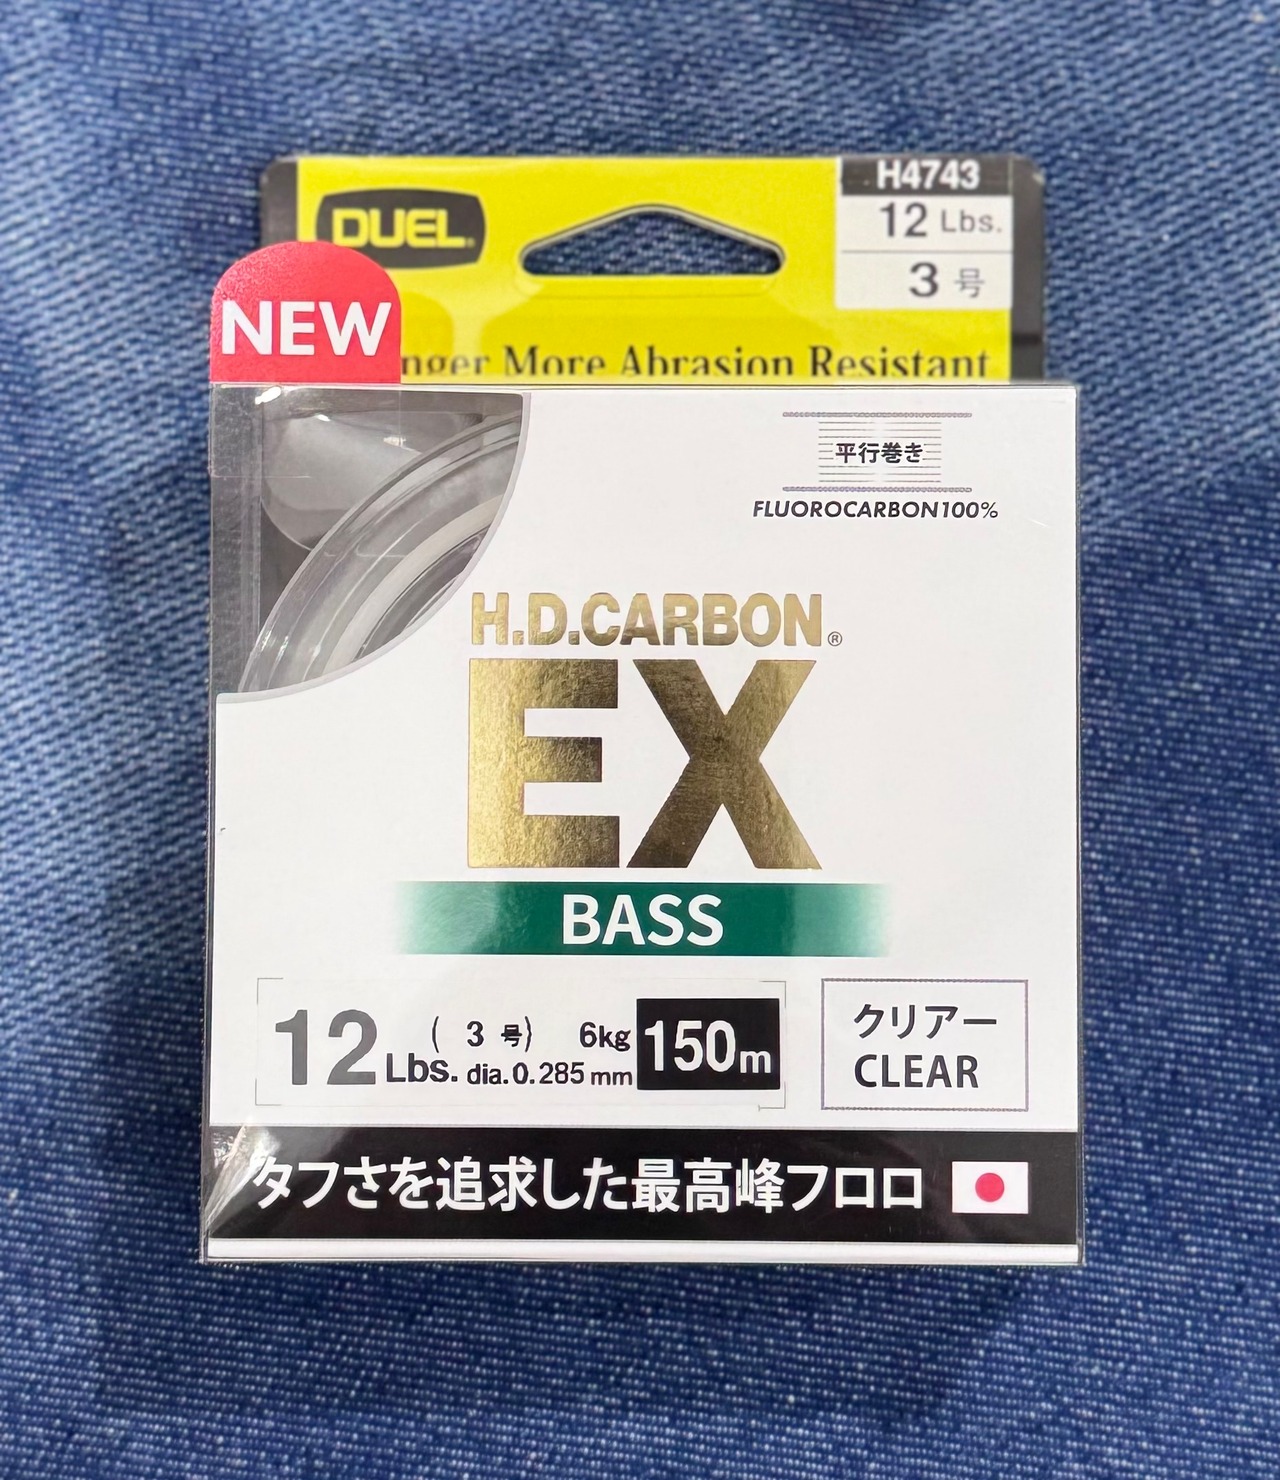 H4743
DUEL
12 Lbs.
3 号
NEW
More Abrasion Resistant
平行巻き
FLUOROCARBON100%
H.D.CARBON®
EX
BASS
12 Lbs. ( 3 号) 6kg 150m
dia.0.285mm
クリアー
CLEAR
タフさを追求した最高峰フロロ